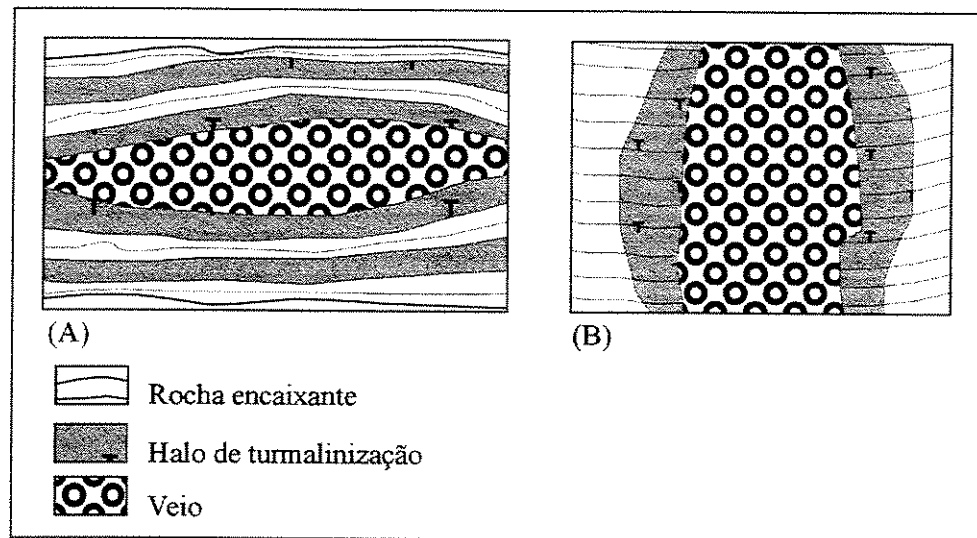 (A)
(B)
Rocha encaixante
Halo de turmalinização
Veio